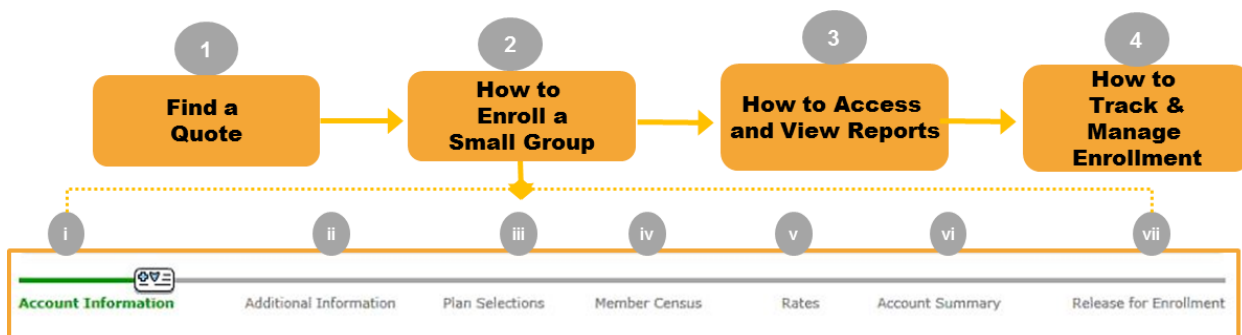 1
2
3
4
Find a
Quote
How to
Enroll a
Small Group
How to Access
and View Reports
How to
Track &
Manage
Enrollment
i
ii
iii
iv
v
vi
vii
Account Information
Additional Information
Plan Selections
Member Census
Rates
Account Summary
Release for Enrollment